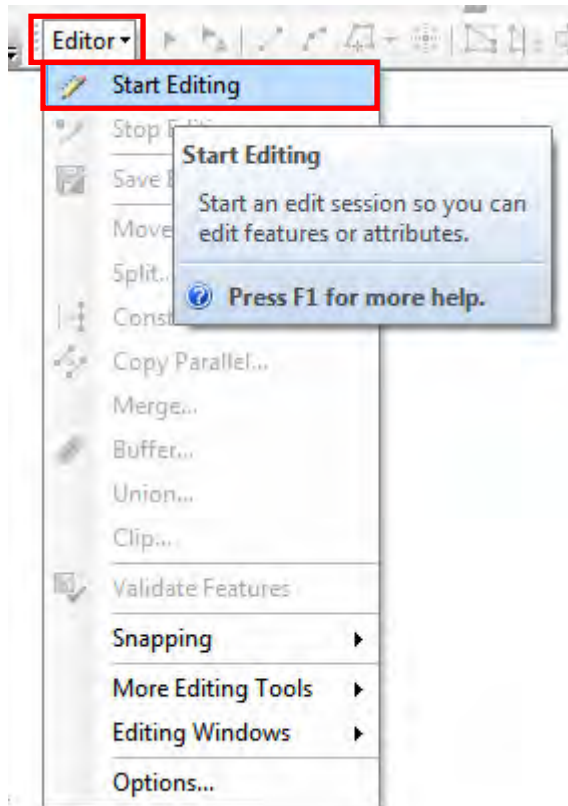 Editor
Start Editing
Stop E
Start Editing
Save E
Start an edit session so you can
Move
edit features or attributes.
Split..
Press F1 for more help.
Const
Copy Parallel...
Merge...
Buffer...
Union...
Clip...
Validate Features
Snapping
More Editing Tools
Editing Windows
Options...